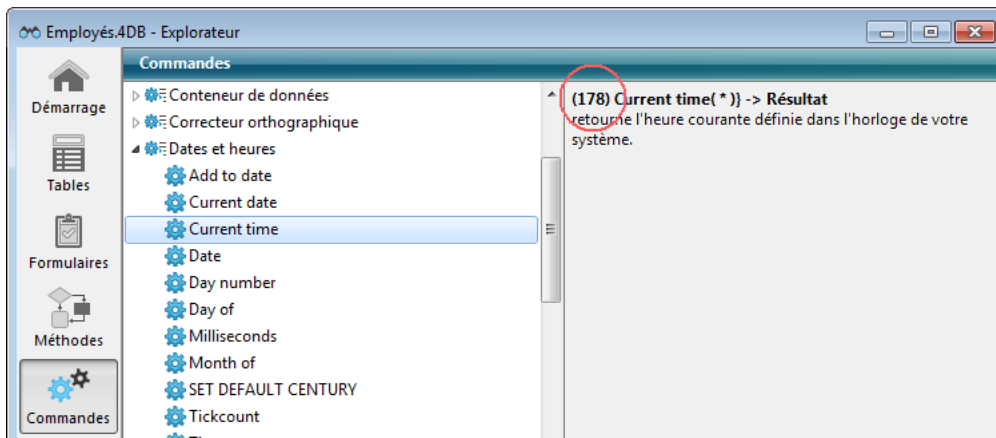 Employés.4DB - Explorateur
Démarrage
Tables
Formulaires
Méthodes
Commandes
Commandes
Conteneur de données
Correcteur orthographique
Dates et heures
Add to date
Current date
Current time
Date
Day number
Day of
Milliseconds
Month of
SET DEFAULT CENTURY
Tickcount
(178) Current time( * )} -> Résultat
retourne l'heure courante définie dans l'horloge de votre
système.